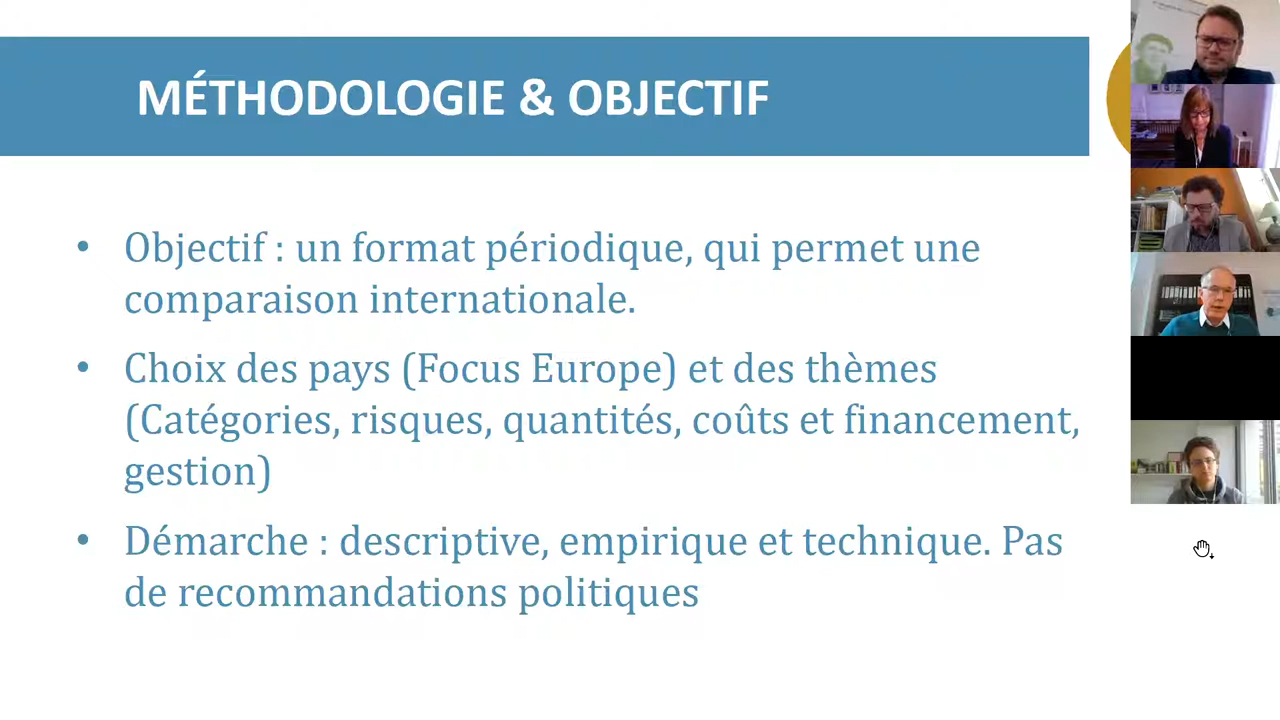 MÉTHODOLOGIE & OBJECTIF
• Objectif : un format périodique, qui permet une
comparaison internationale.
• Choix des pays (Focus Europe) et des thèmes
(Catégories, risques, quantités, coûts et financement,
gestion)
• Démarche : descriptive, empirique et technique. Pas
de recommandations politiques